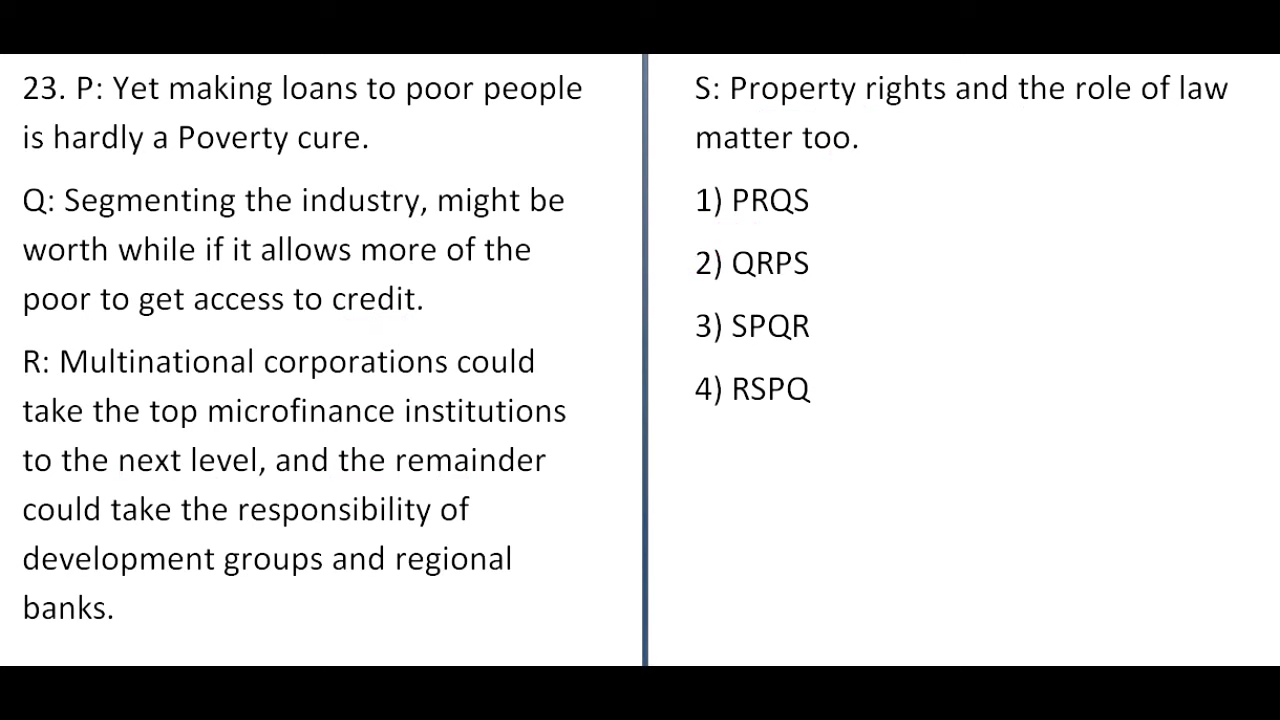 23. P: Yet making loans to poor people
is hardly a Poverty cure.
Q: Segmenting the industry, might be
worth while if it allows more of the
poor to get access to credit.
R: Multinational corporations could
take the top microfinance institutions
to the next level, and the remainder
could take the responsibility of
development groups and regional
banks.
S: Property rights and the role of law
matter too.
1) PRQS
2) QRPS
3) SPQR
4) RSPQ